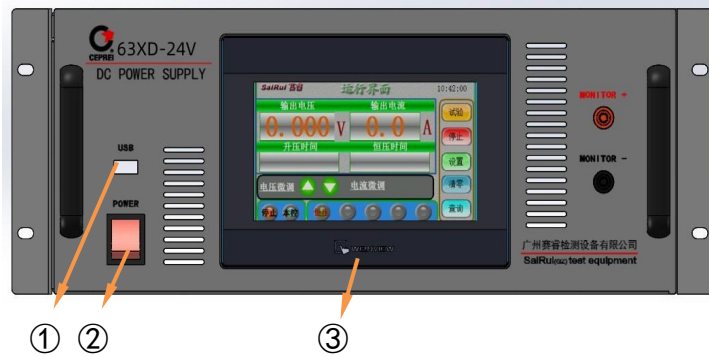 CEPREI
63XD-24V
DC POWER SUPPLY
USB
POWER
SaiRui 赛睿
运行界面
10:42:00
输出电压
输出电流
0.000 V
0.0 A
升压时间
恒压时间
电压微调
电流微调
停止
本控
试验
停止
设置
清零
查询
WEINVIEW
MONITOR +
MONITOR -
广州赛睿检测设备有限公司
SaiRui(GZ) test equipment
①
②
③